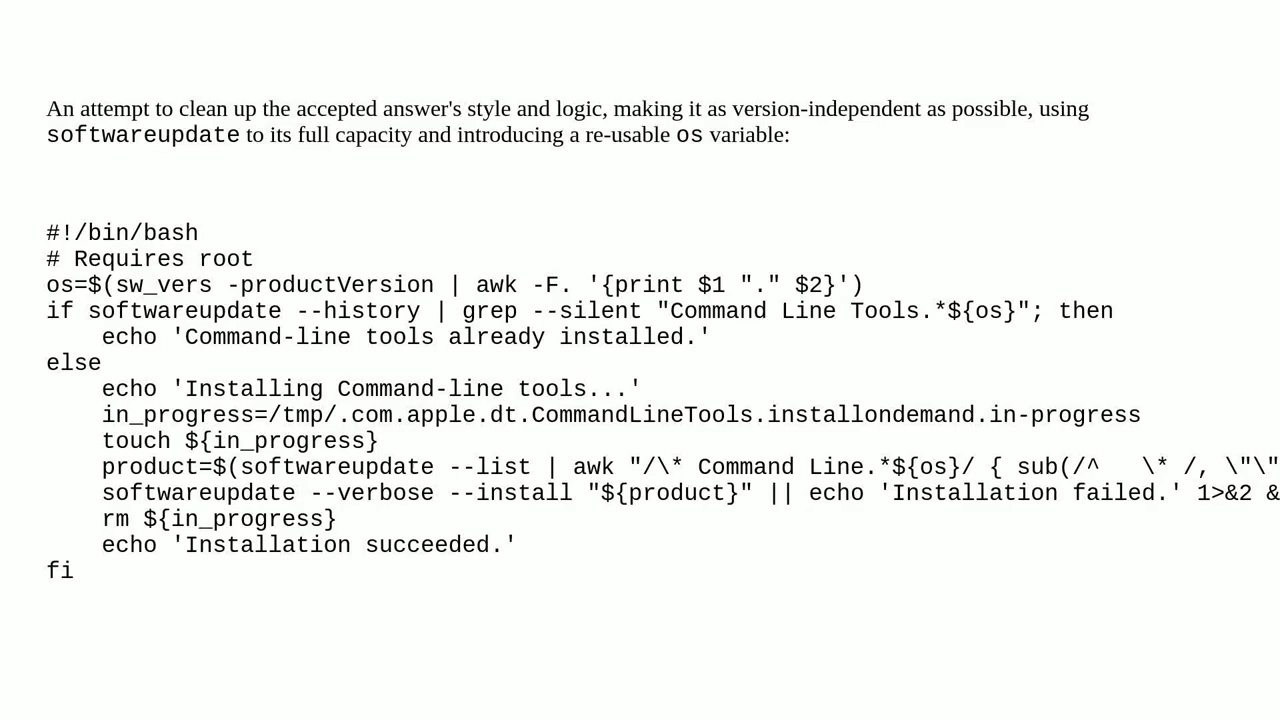 An attempt to clean up the accepted answer's style and logic, making it as version-independent as possible, using
softwareupdate to its full capacity and introducing a re-usable os variable:
#!/bin/bash
# Requires root
os=$(sw_vers -productVersion | awk -F. '{print $1 "." $2}')
if softwareupdate --history | grep --silent "Command Line Tools.*${os}"; then
    echo 'Command-line tools already installed.'
else
    echo 'Installing Command-line tools...'
    in_progress=/tmp/.com.apple.dt.CommandLineTools.installondemand.in-progress
    touch ${in_progress}
    product=$(softwareupdate --list | awk "/\* Command Line.*${os}/ { sub(/^   \* /, \"\"
    softwareupdate --verbose --install "${product}" || echo 'Installation failed.' 1>&2 &
    rm ${in_progress}
    echo 'Installation succeeded.'
fi